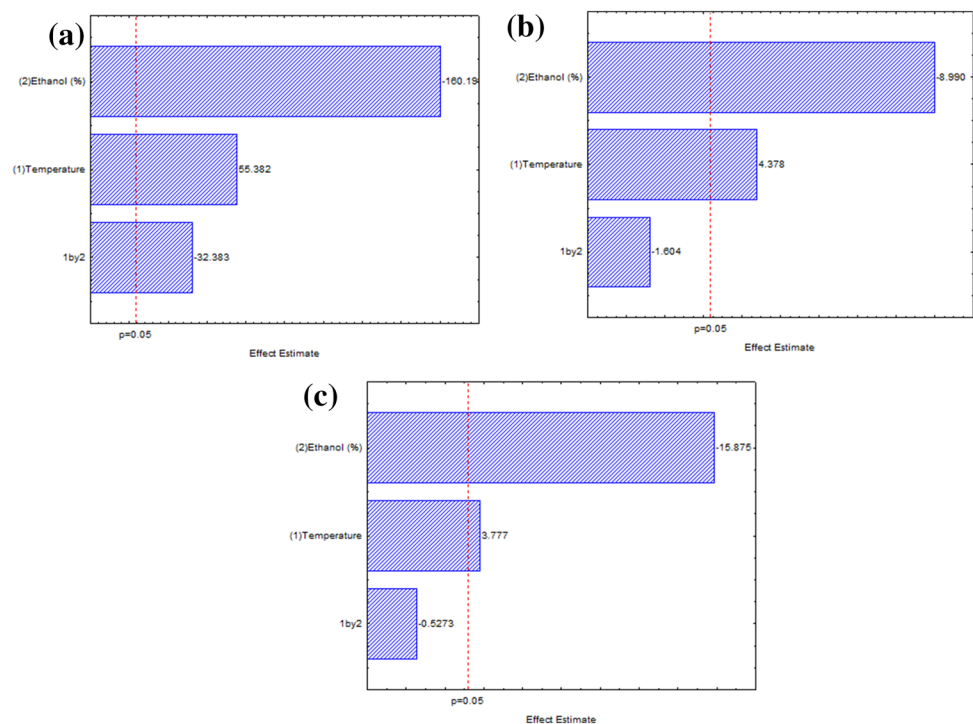 (a)
(2)Ethanol (%)
-160.19
(1)Temperature
55.382
1by2
-32.383
p=0.05
Effect Estimate
(b)
(2)Ethanol (%)
-8.990
(1)Temperature
4.378
1by2
-1.604
p=0.05
Effect Estimate
(c)
(2)Ethanol (%)
-15.875
(1)Temperature
3.777
1by2
-0.5273
p=0.05
Effect Estimate